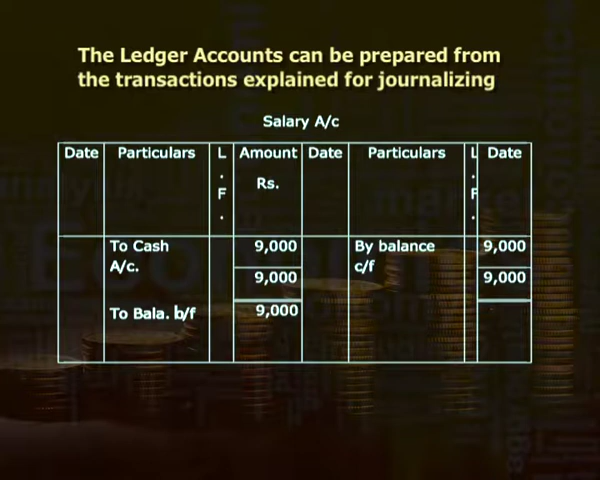 The Ledger Accounts can be prepared from
the transactions explained for journalizing
Salary A/c
Date Particulars L.F. Amount Rs. Date Particulars L.F. Date
To Cash A/c. 9,000 By balance c/f 9,000
9,000 9,000
To Bala. b/f 9,000